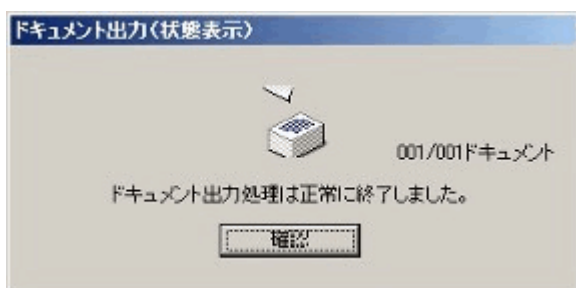 ドキュメント出力(状態表示)
001/001ドキュメント
ドキュメント出力処理は正常に終了しました。
確認